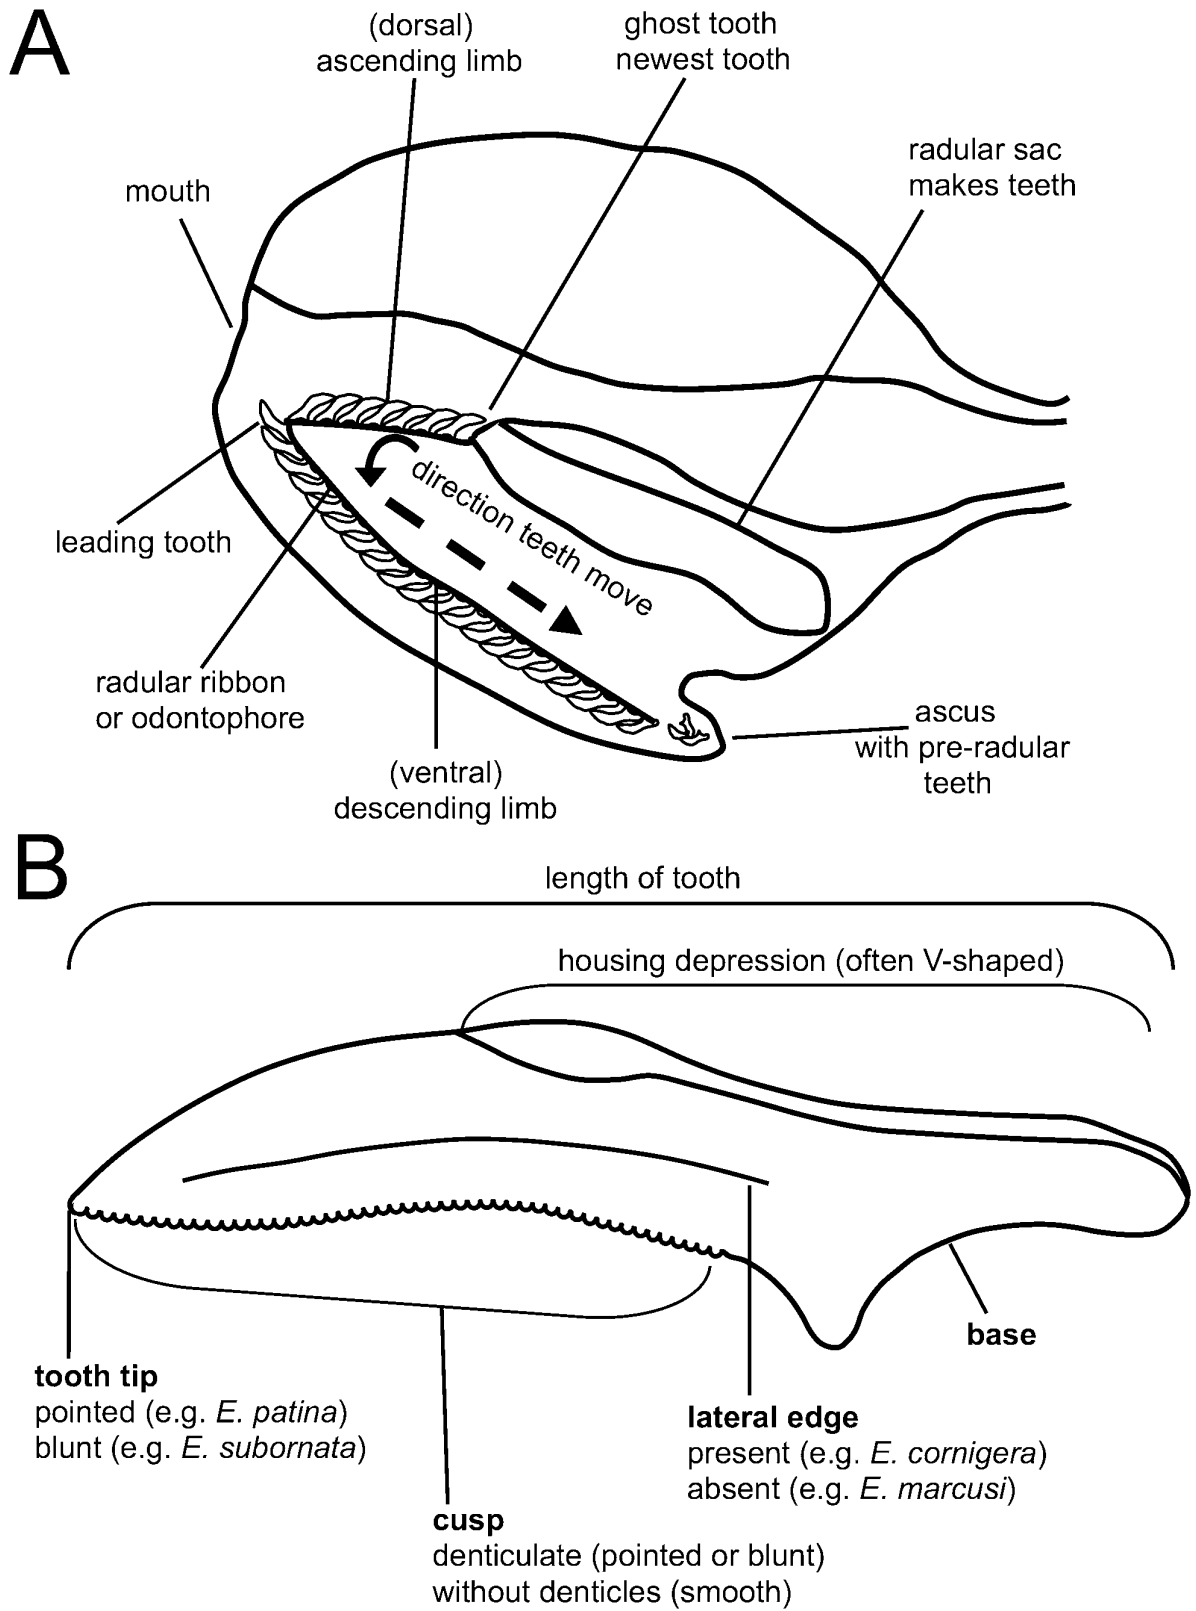 A
(dorsal)
ascending limb
ghost tooth
newest tooth
radular sac
makes teeth
mouth
direction teeth move
leading tooth
radular ribbon
or odontophore
(ventral)
descending limb
ascus
with pre-radular
teeth
B
length of tooth
housing depression (often V-shaped)
base
tooth tip
pointed (e.g. E. patina)
blunt (e.g. E. subornata)
lateral edge
present (e.g. E. cornigera)
absent (e.g. E. marcusi)
cusp
denticulate (pointed or blunt)
without denticles (smooth)